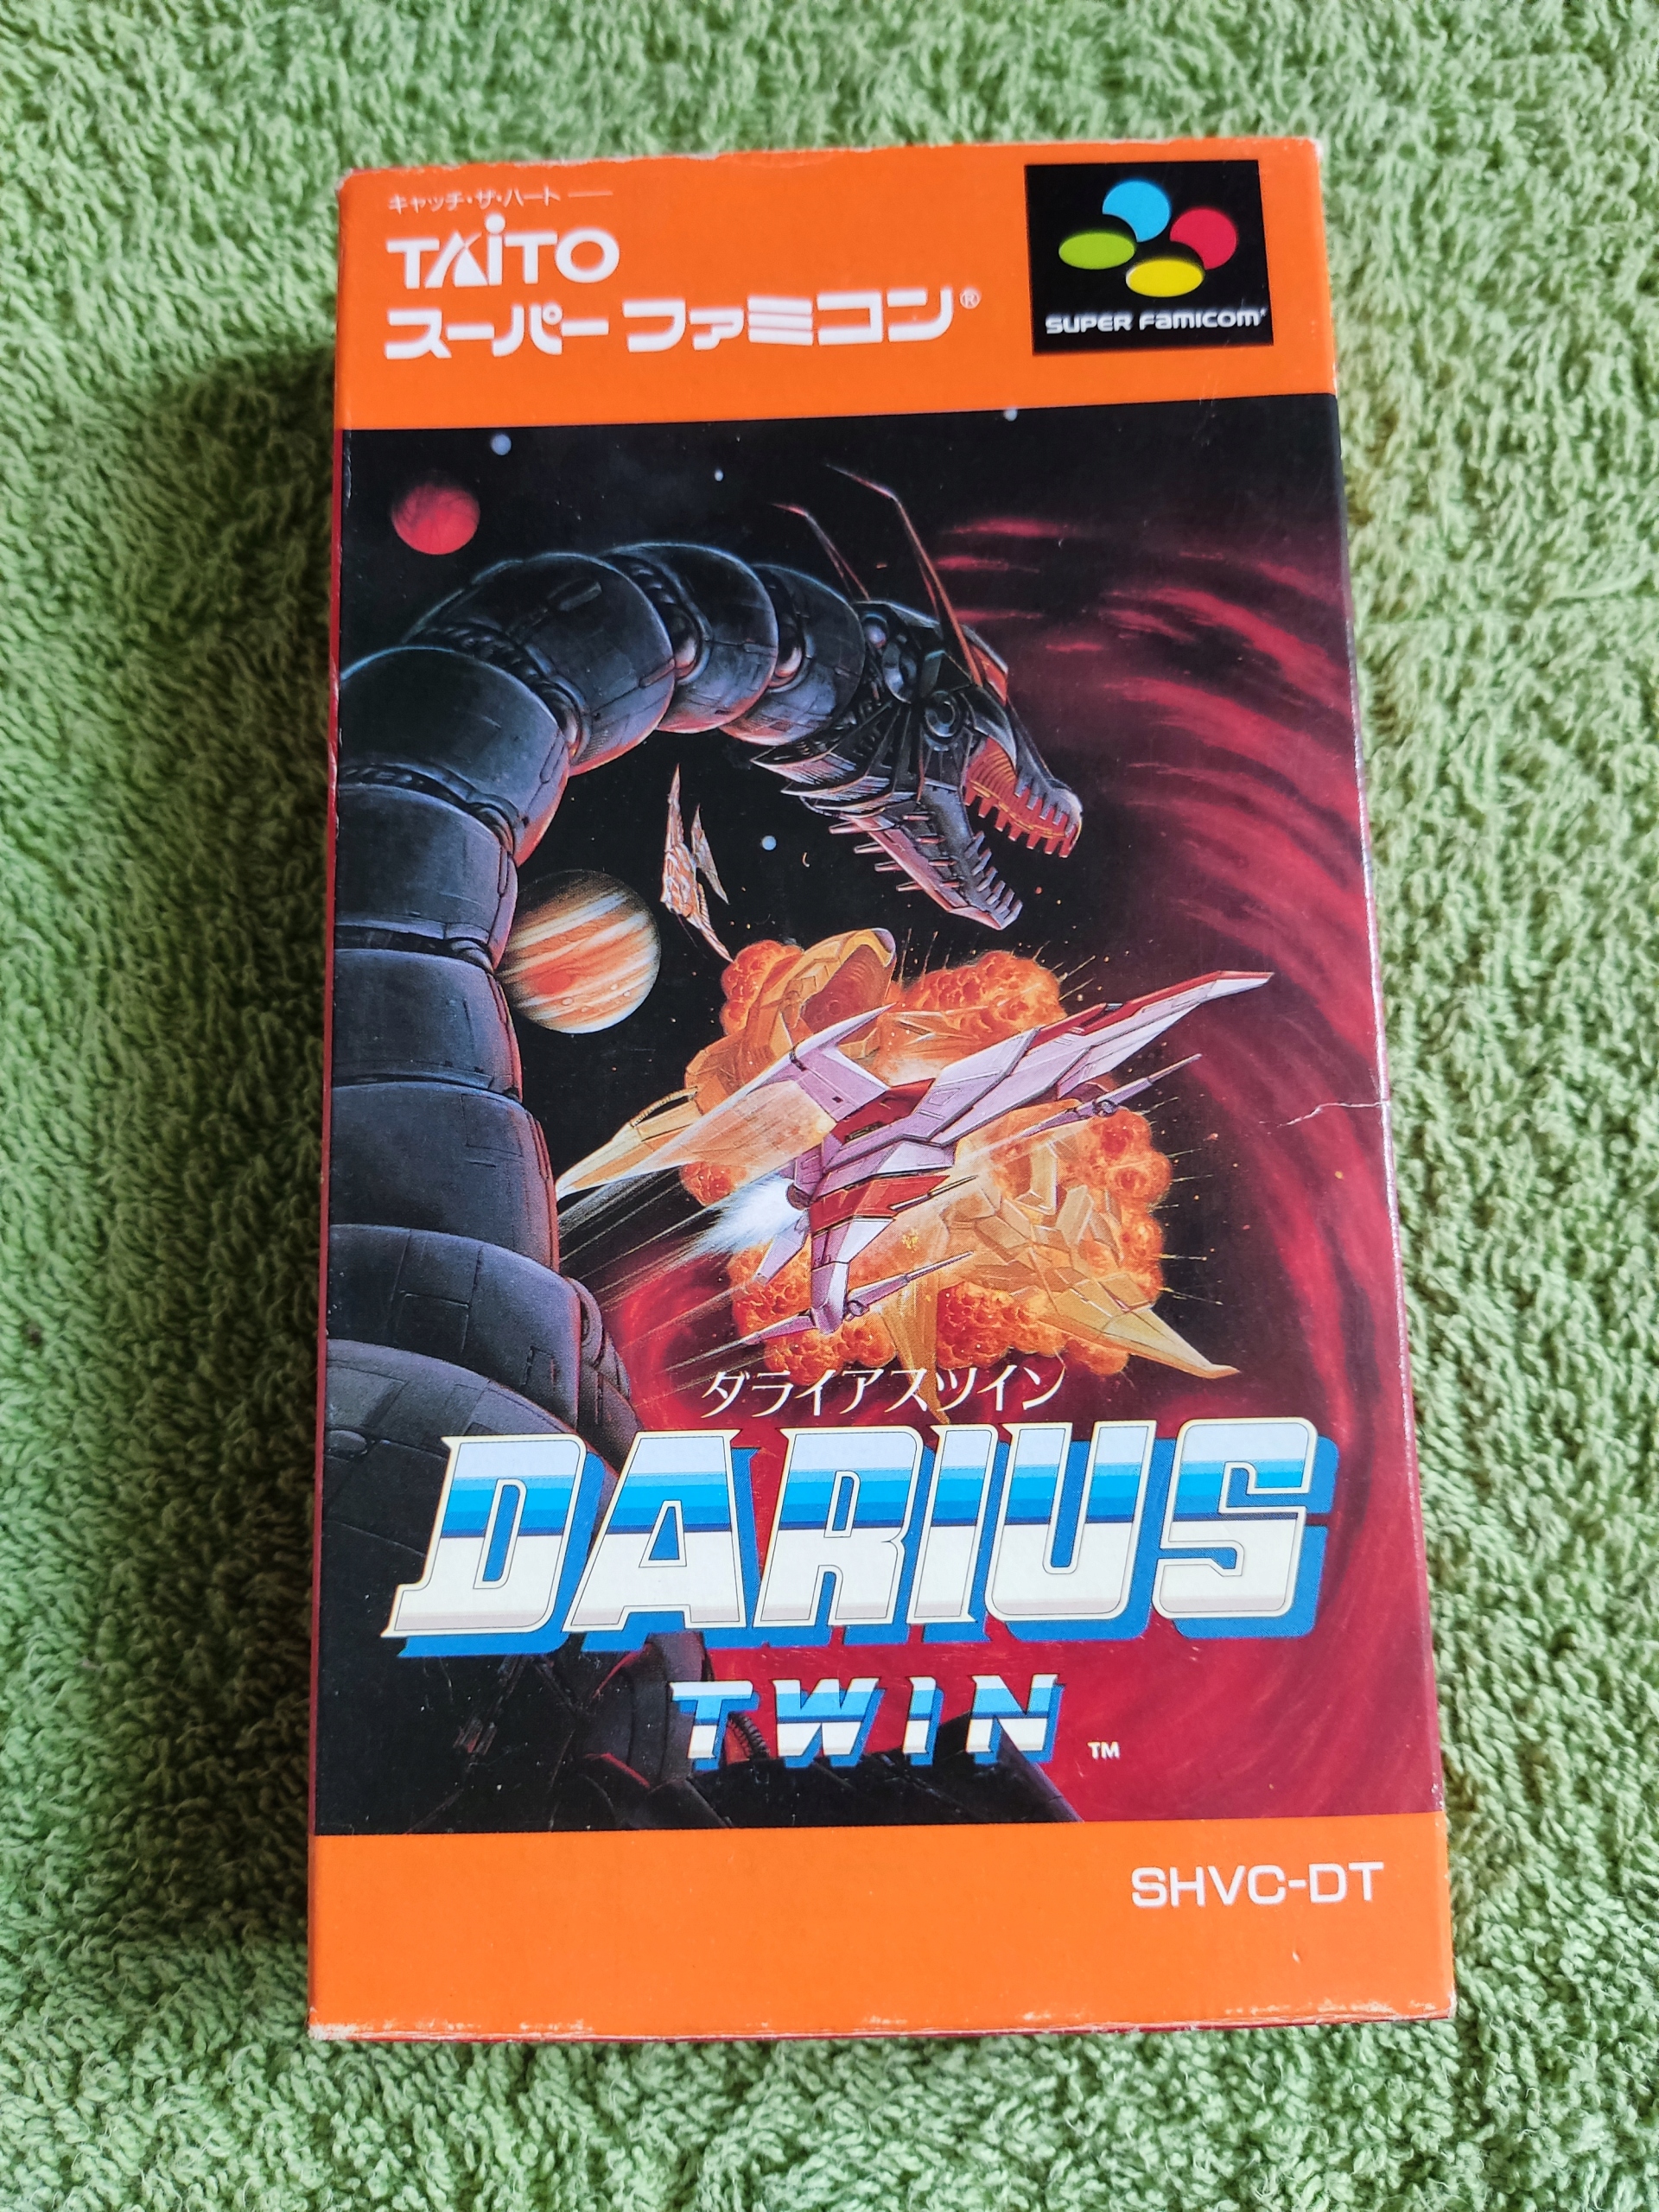 キャッチ・ザ・ハート
TAiTO
スーパーファミコン®
SUPER FAMICOM
ダライアスツイン
DARIUS
TWIN
TM
SHVC-DT